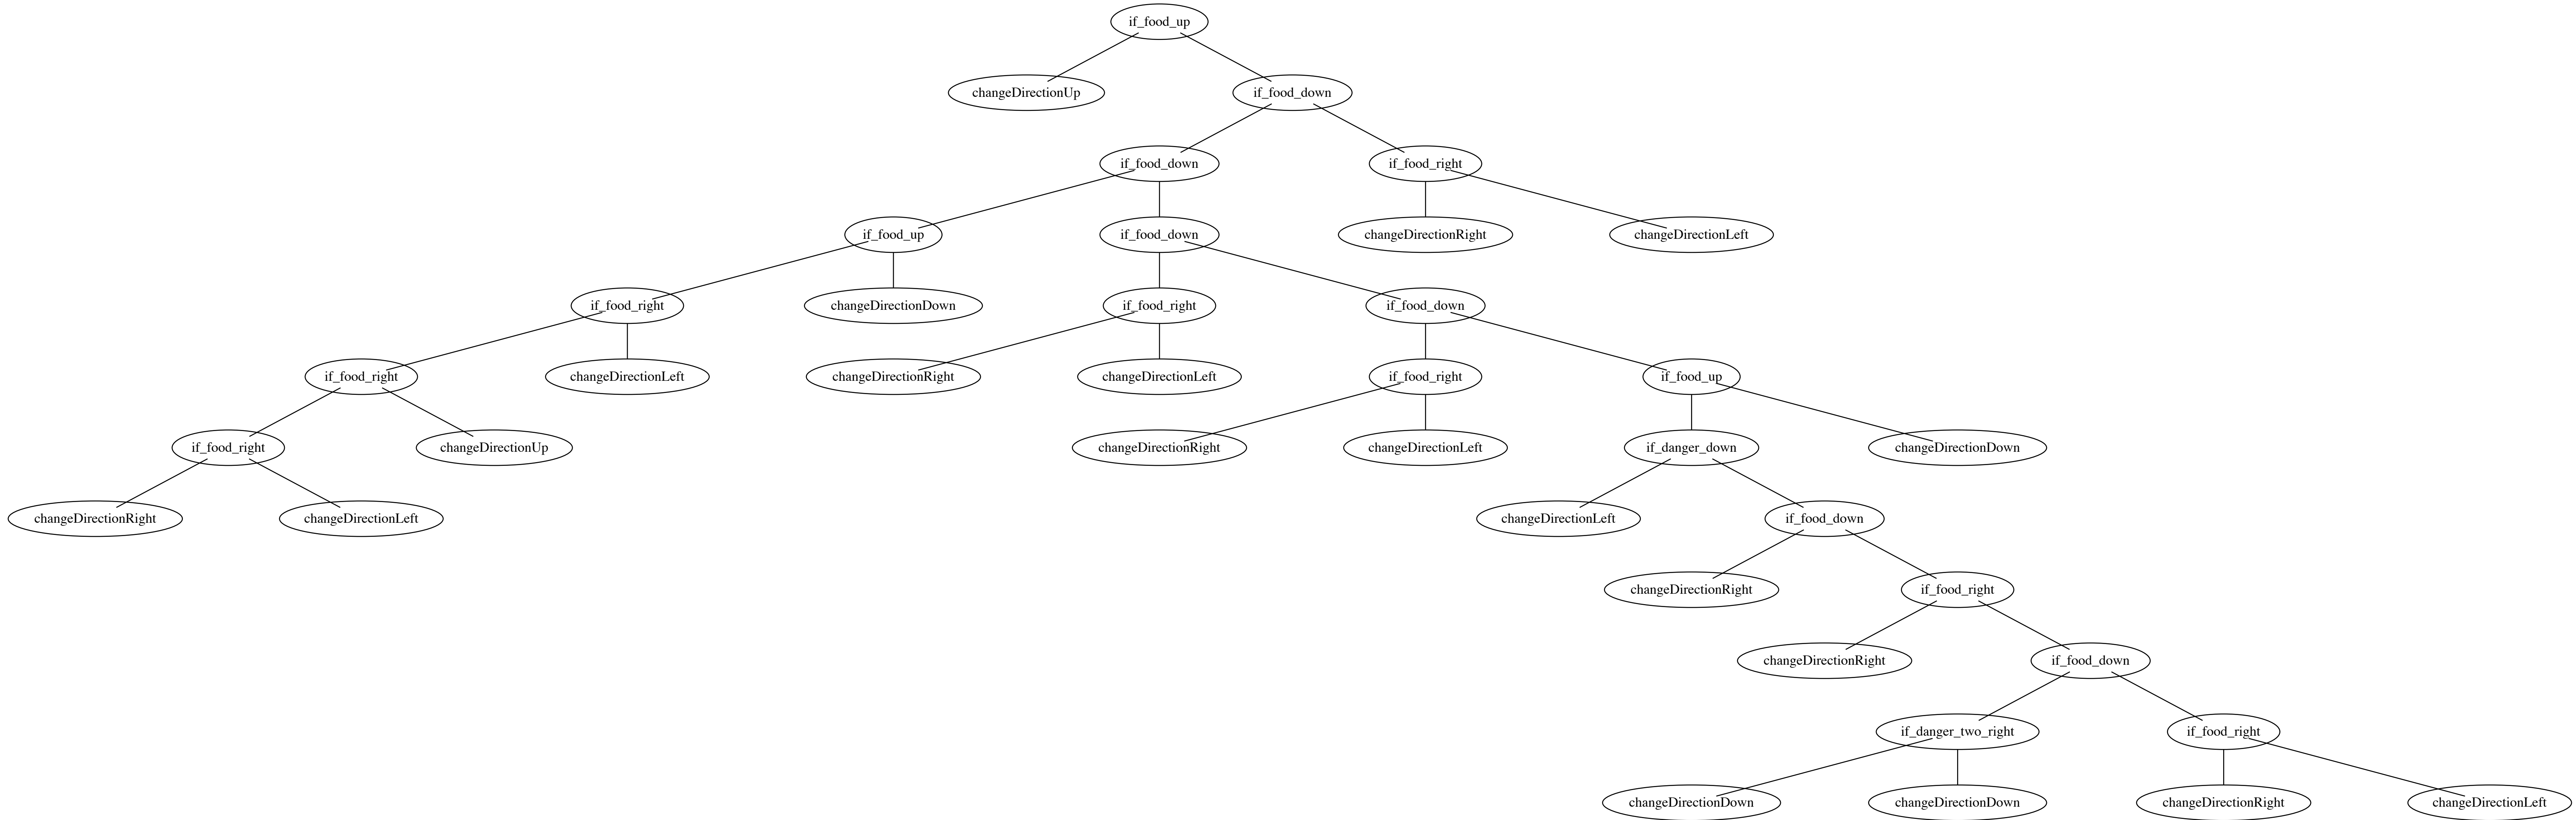 if_food_up
changeDirectionUp
if_food_down
if_food_down
if_food_right
if_food_up
if_food_down
changeDirectionRight
changeDirectionLeft
if_food_right
changeDirectionDown
if_food_right
if_food_down
if_food_right
changeDirectionLeft
changeDirectionRight
changeDirectionLeft
if_food_right
if_food_up
if_food_right
changeDirectionUp
changeDirectionRight
changeDirectionLeft
if_danger_down
changeDirectionDown
changeDirectionRight
changeDirectionLeft
changeDirectionLeft
if_food_down
changeDirectionRight
if_food_right
changeDirectionRight
if_food_down
if_danger_two_right
if_food_right
changeDirectionDown
changeDirectionDown
changeDirectionRight
changeDirectionLeft